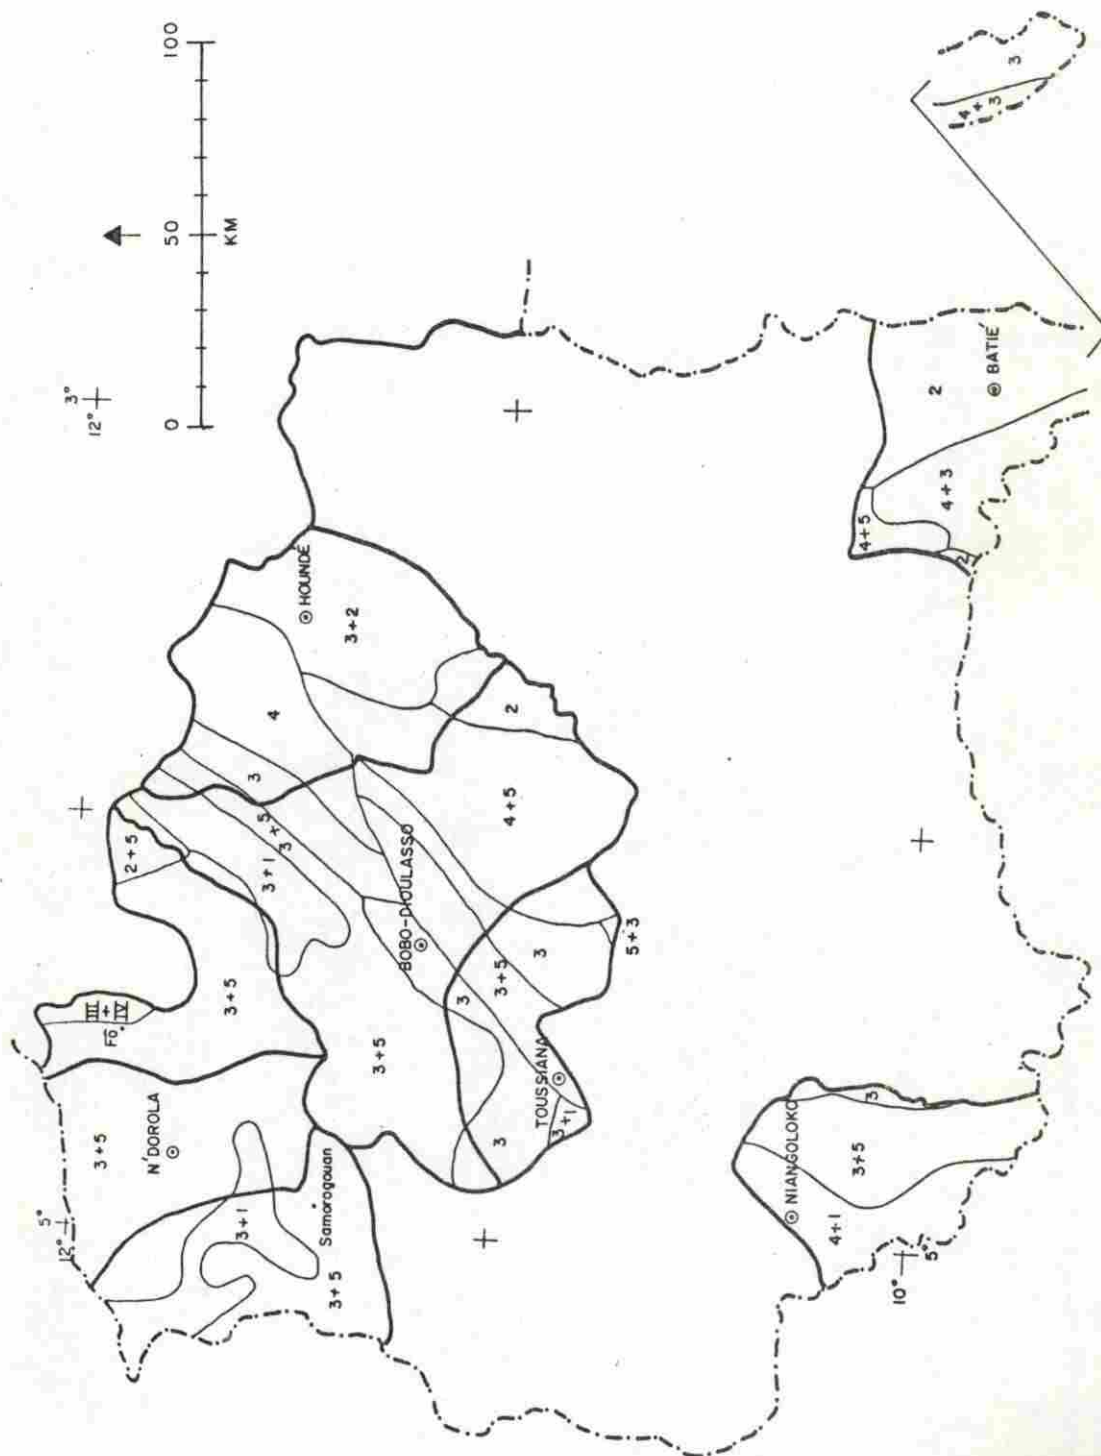 12° 5°
12° 3°
0 50 100
KM
N'DOROLA
3+5
3+1
Samorogouan
3+5
Fō.
III + IV
3+5
2+5
3+1
3+5
3
4
HOUNDÉ
3+2
2
3+5
BOBO-DIOULASSO
4+5
3
3
3+5
3
5+3
TOUSSIANA
3+1
NIANGOLOKO
3
3+5
4+1
10°
5°
4+5
4+3
2
2
BATIÉ
4+3
3